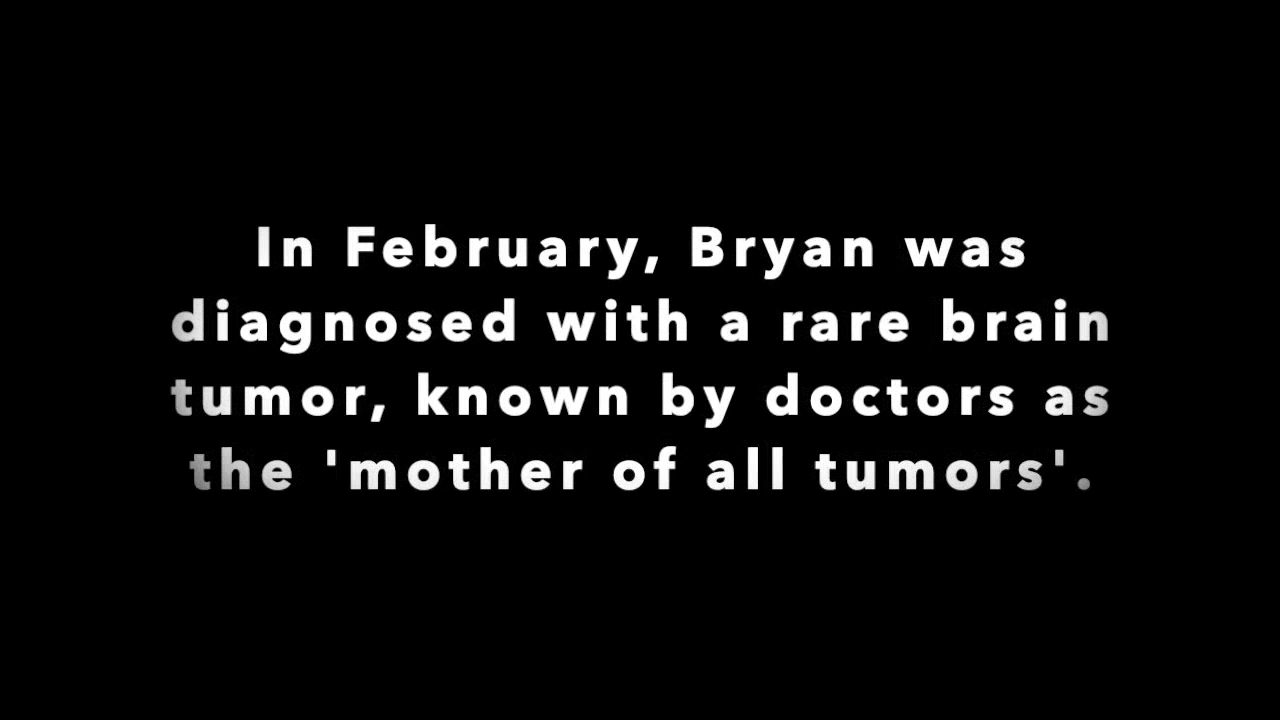 In February, Bryan was
diagnosed with a rare brain
tumor, known by doctors as
the 'mother of all tumors'.